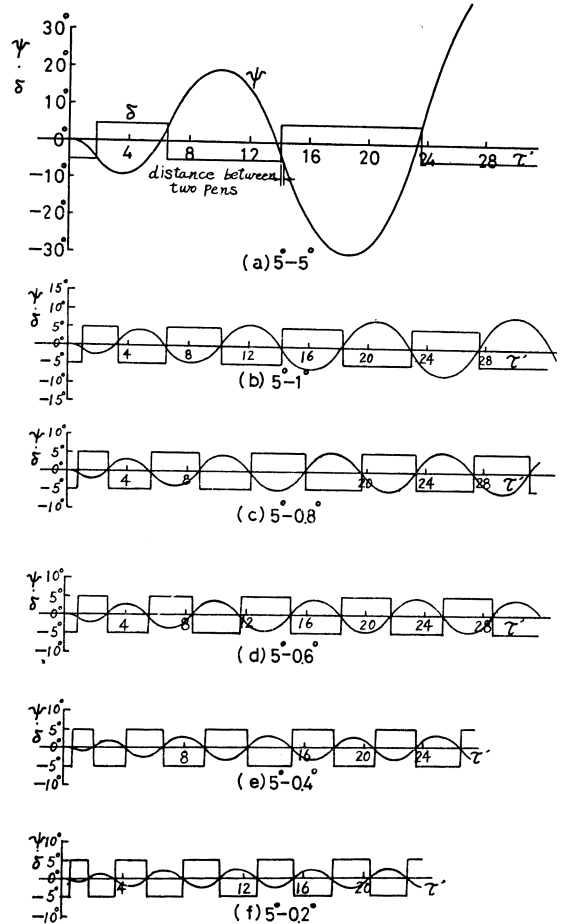 30°
ψ
20°
δ
10°
0°
-10°
-20°
-30°
δ
ψ
4 8 12 16 20 24 28 τ′
distance between
two pens
(a) 5°-5°
15°
ψ 10°
δ 5°
0°
-5°
-10°
-15°
4 8 12 16 20 24 28 τ′
(b) 5°-1°
ψ 10°
δ 5°
0°
-5°
-10°
4 8 20 24 28 τ′
(c) 5°-0.8°
ψ 10°
δ 5°
0°
-5°
-10°
4 8 12 16 20 24 28 τ′
(d) 5°-0.6°
ψ 10°
δ 5°
0°
-5°
-10°
8 16 20 24 τ′
(e) 5°-0.4°
ψ 10°
δ 5°
0°
-5°
-10°
4 12 16 20 τ′
(f) 5°-0.2°